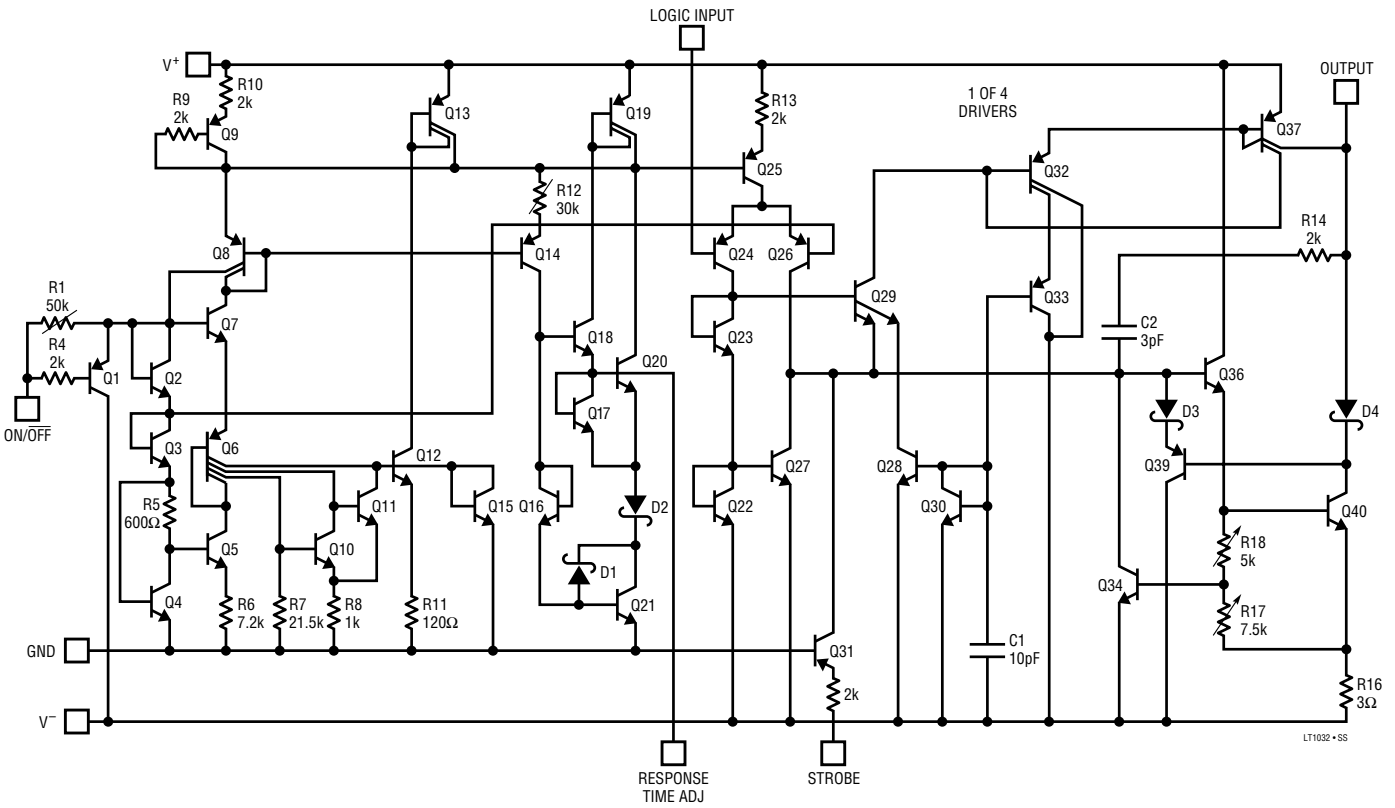 LOGIC INPUT
V+
R10
2k
R9
2k
Q9
Q13
Q19
R13
2k
1 OF 4
DRIVERS
OUTPUT
Q37
Q25
Q32
R12
30k
Q8
Q14
Q24
Q26
R14
2k
R1
50k
Q7
Q29
Q33
R4
2k
Q1
Q2
Q18
Q20
Q23
C2
3pF
Q36
ON/OFF
Q3
Q6
Q17
D3
D4
Q12
Q27
Q28
Q39
R5
600Ω
Q11
Q15
Q16
D2
Q22
Q30
Q40
Q5
Q10
D1
R18
5k
Q4
R6
7.2k
R7
21.5k
R8
1k
R11
120Ω
Q21
Q34
R17
7.5k
GND
Q31
C1
10pF
2k
R16
3Ω
V–
LT1032 • SS
RESPONSE
TIME ADJ
STROBE